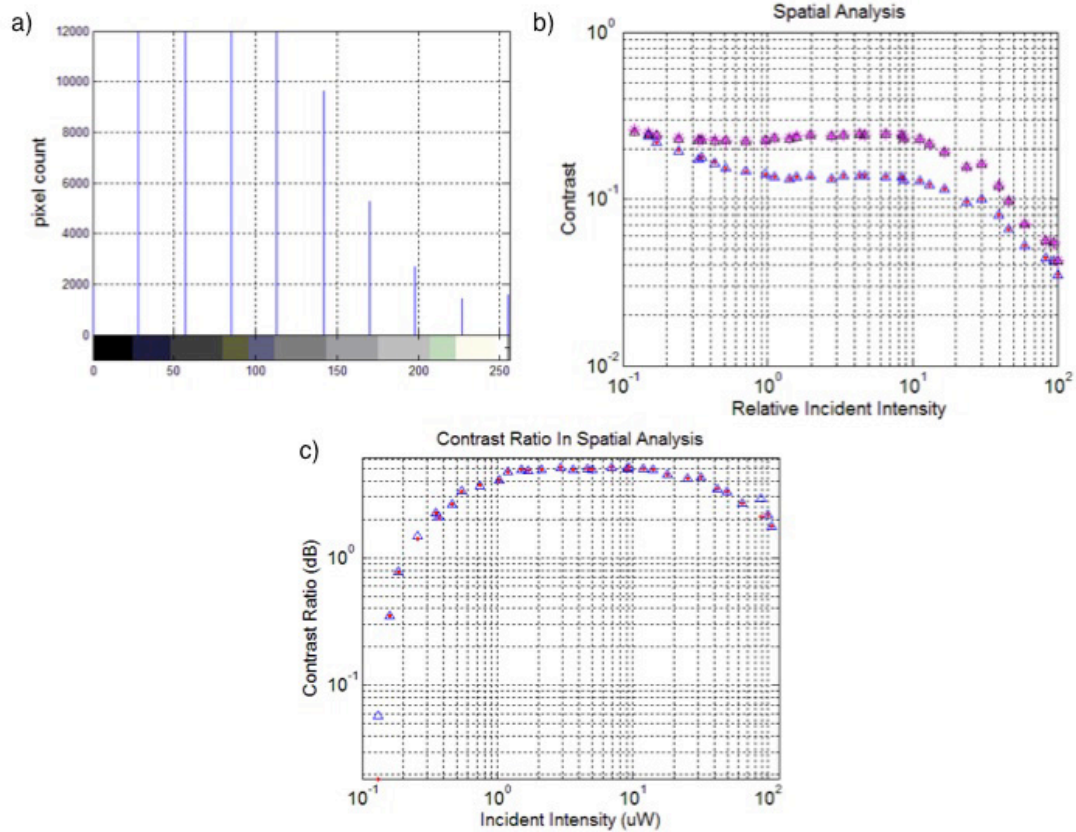 a)
12000
10000
8000
6000
4000
2000
0
pixel count
0 50 100 150 200 250
b)
Spatial Analysis
10^0
10^-1
10^-2
Contrast
10^-1 10^0 10^1 10^2
Relative Incident Intensity
c)
Contrast Ratio In Spatial Analysis
10^0
10^-1
Contrast Ratio (dB)
10^-1 10^0 10^1 10^2
Incident Intensity (uW)